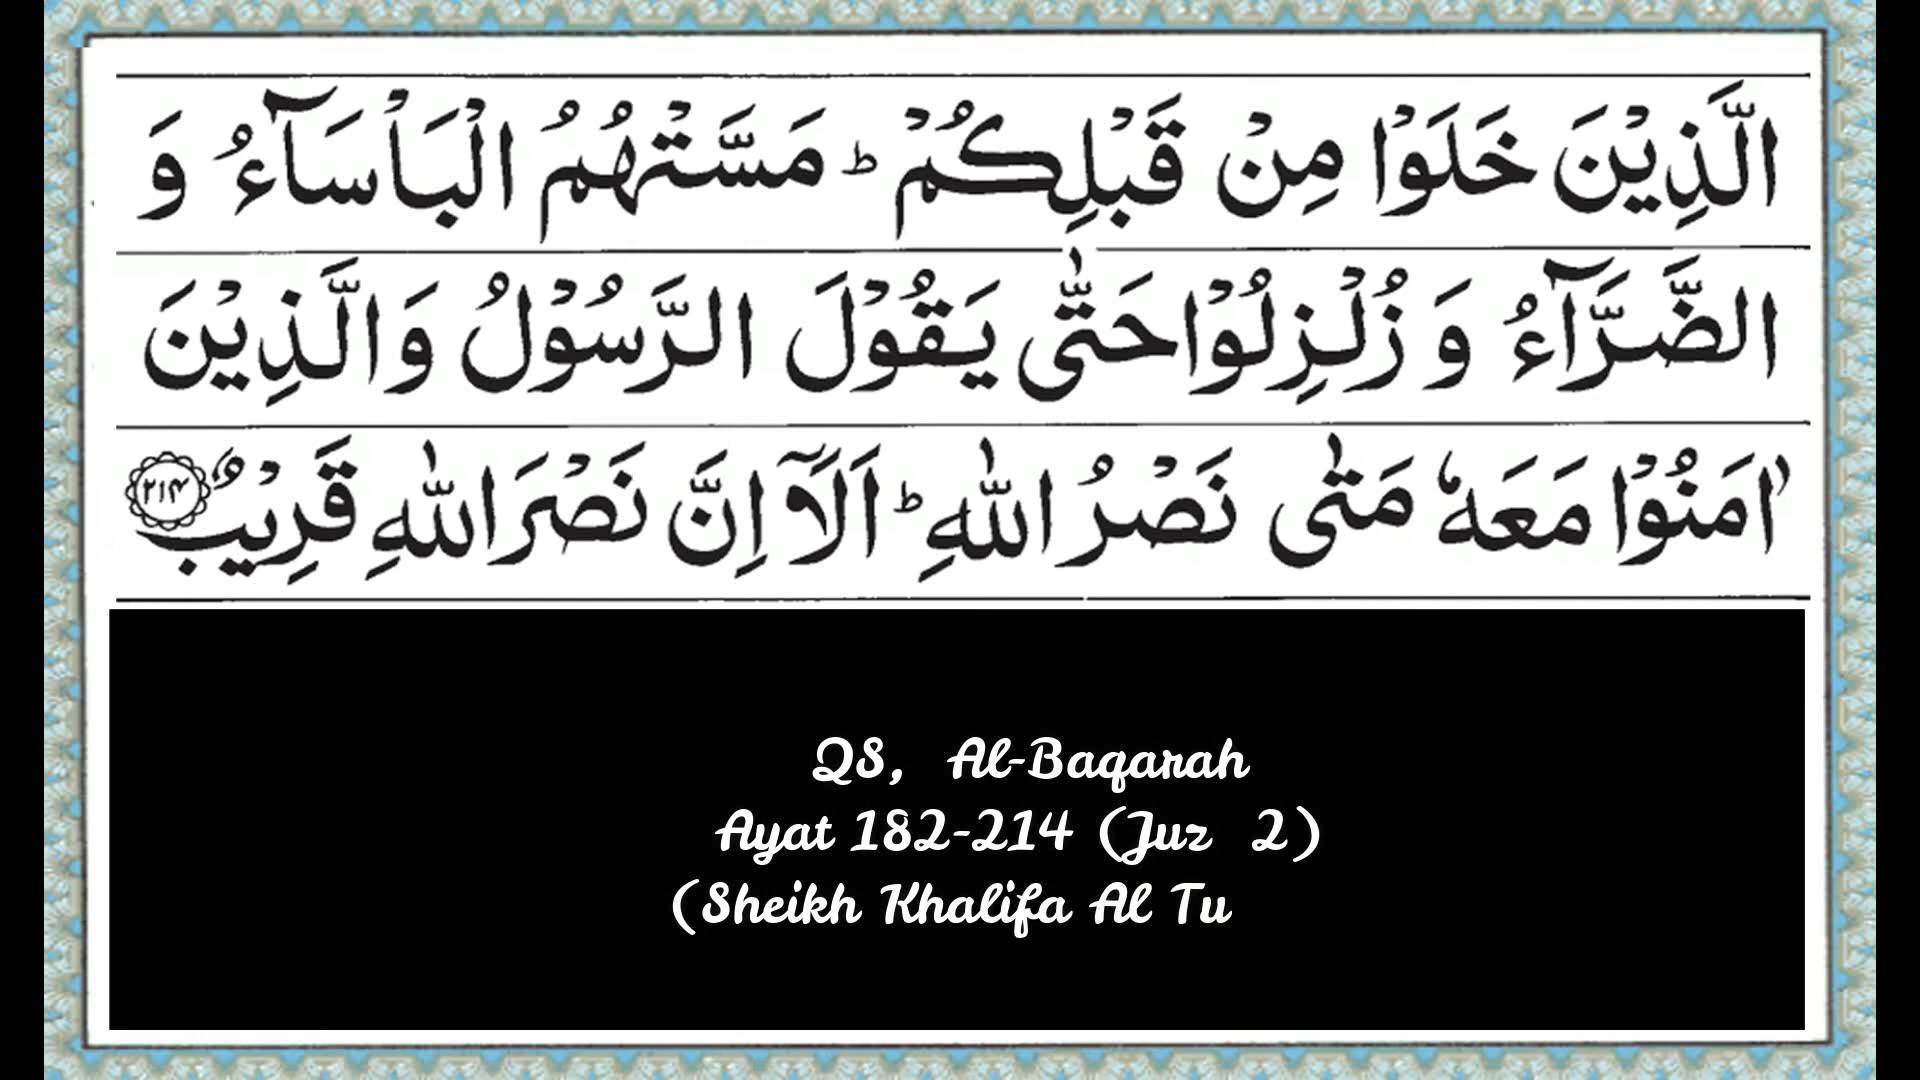 الَّذِيْنَ خَلَوْا مِنْ قَبْلِكُمْ ؕ مَسَّتْهُمُ الْبَاْسَآءُ وَ
الضَّرَّآءُ وَ زُلْزِلُوْا حَتّٰى يَقُوْلَ الرَّسُوْلُ وَالَّذِيْنَ
اٰمَنُوْا مَعَهٗ مَتٰى نَصْرُ اللّٰهِ ؕ اَلَاۤ اِنَّ نَصْرَ اللّٰهِ قَرِيْبٌ ۝۲۱۴
QS, Al-Baqarah
Ayat 182-214 (Juz 2)
(Sheikh Khalifa Al Tu